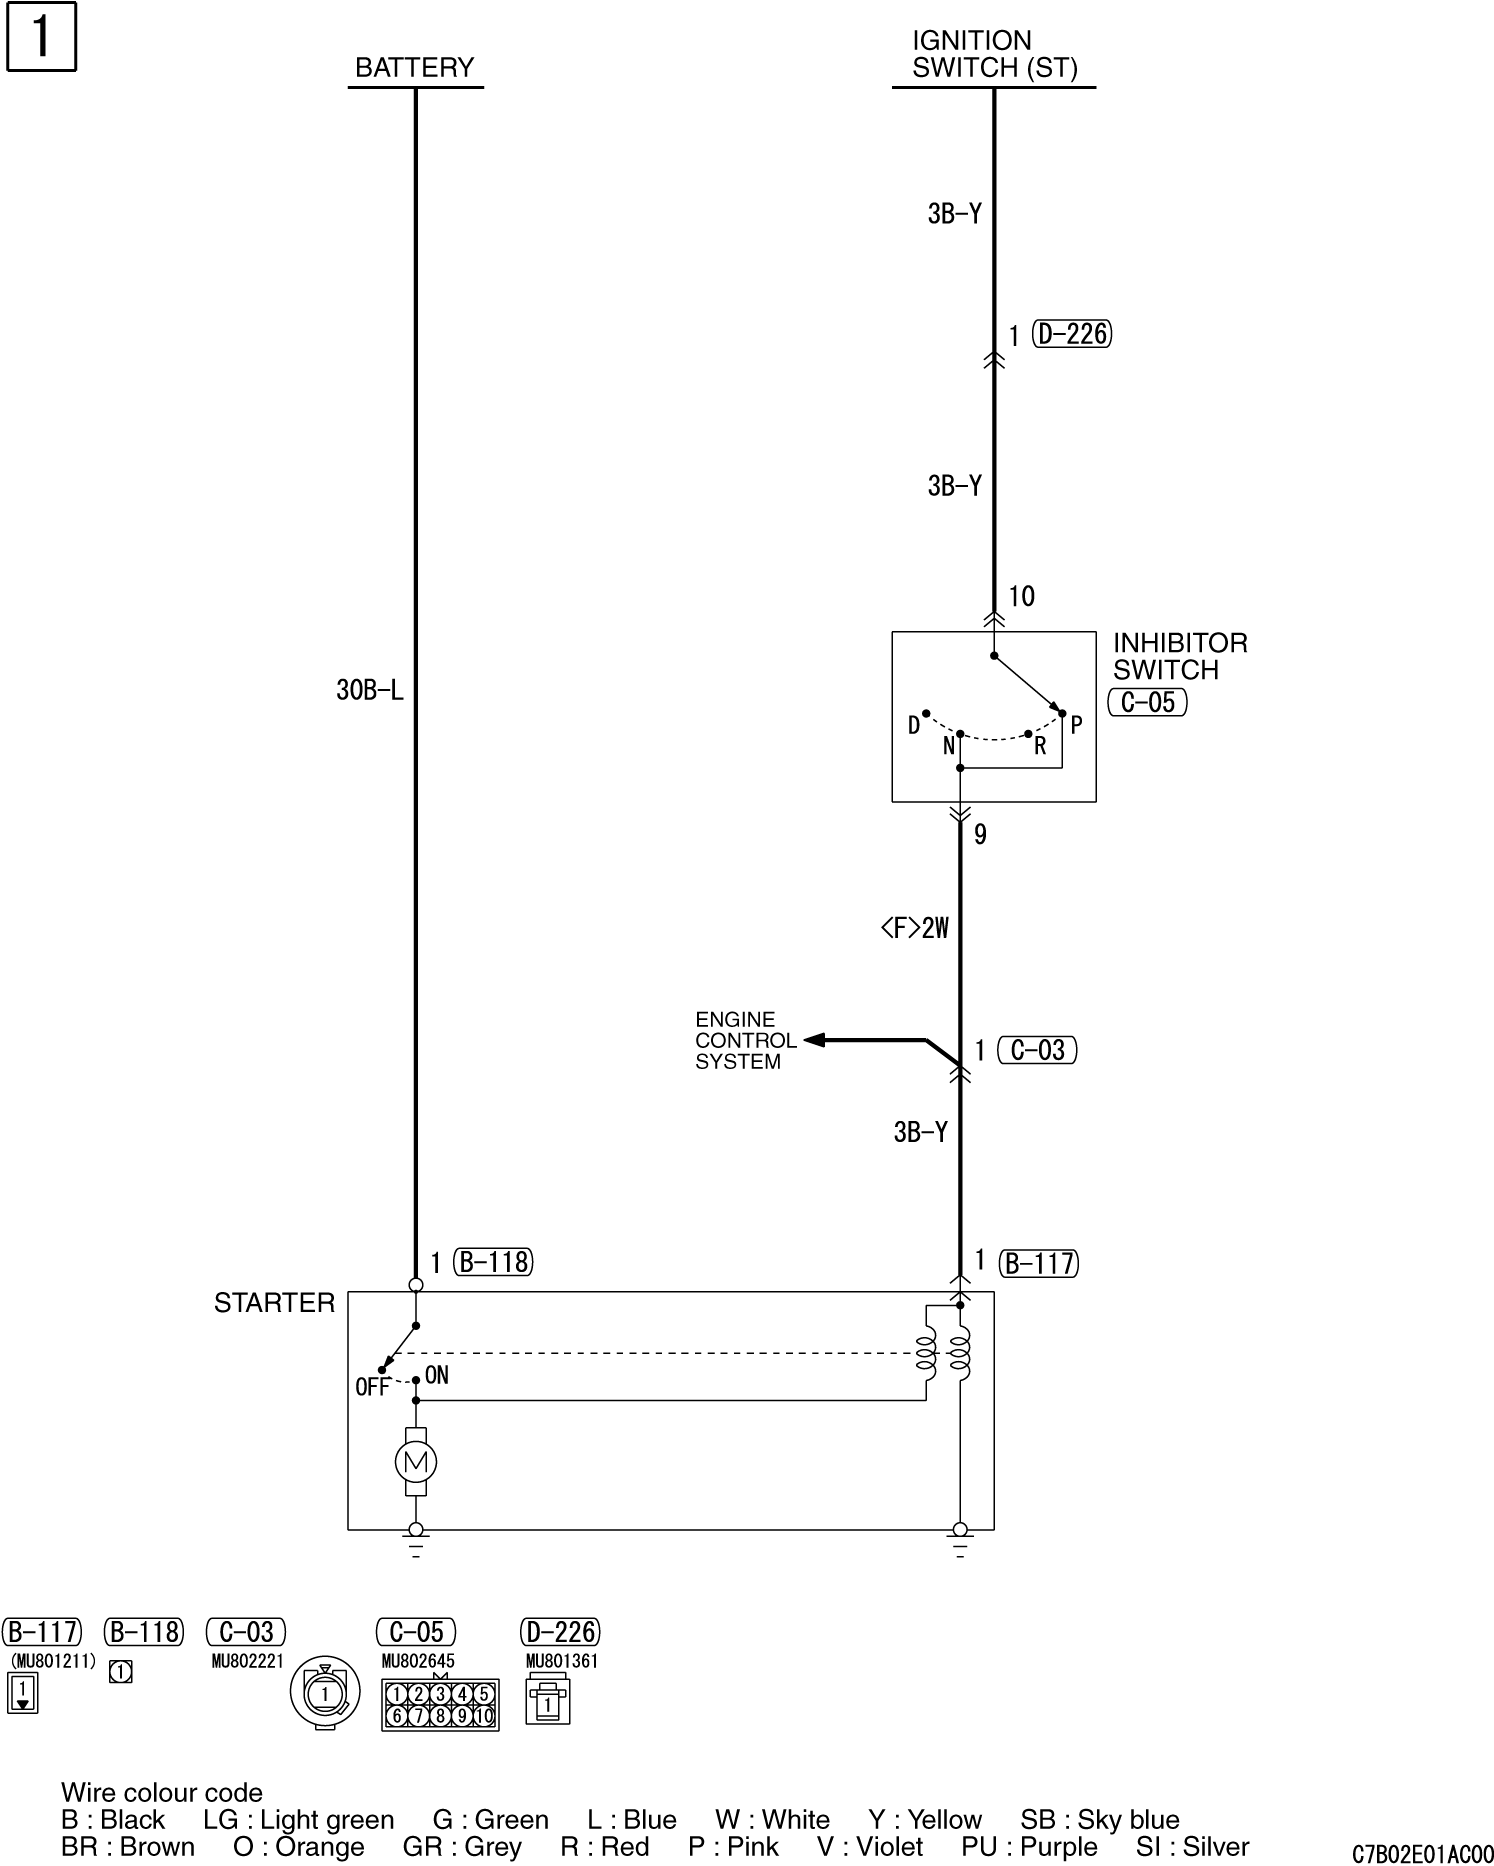 1
BATTERY
IGNITION
SWITCH (ST)
3B-Y
1 D-226
3B-Y
10
INHIBITOR
SWITCH
C-05
30B-L
D
N
R
P
9
<F>2W
ENGINE
CONTROL
SYSTEM
1 C-03
3B-Y
1 B-118
1 B-117
STARTER
OFF
ON
M
B-117 B-118 C-03 C-05 D-226
(MU801211) MU802221 MU802645 MU801361
1
1
1
1 2 3 4 5
6 7 8 9 10
1
Wire colour code
B : Black LG : Light green G : Green L : Blue W : White Y : Yellow SB : Sky blue
BR : Brown O : Orange GR : Grey R : Red P : Pink V : Violet PU : Purple SI : Silver
C7B02E01AC00